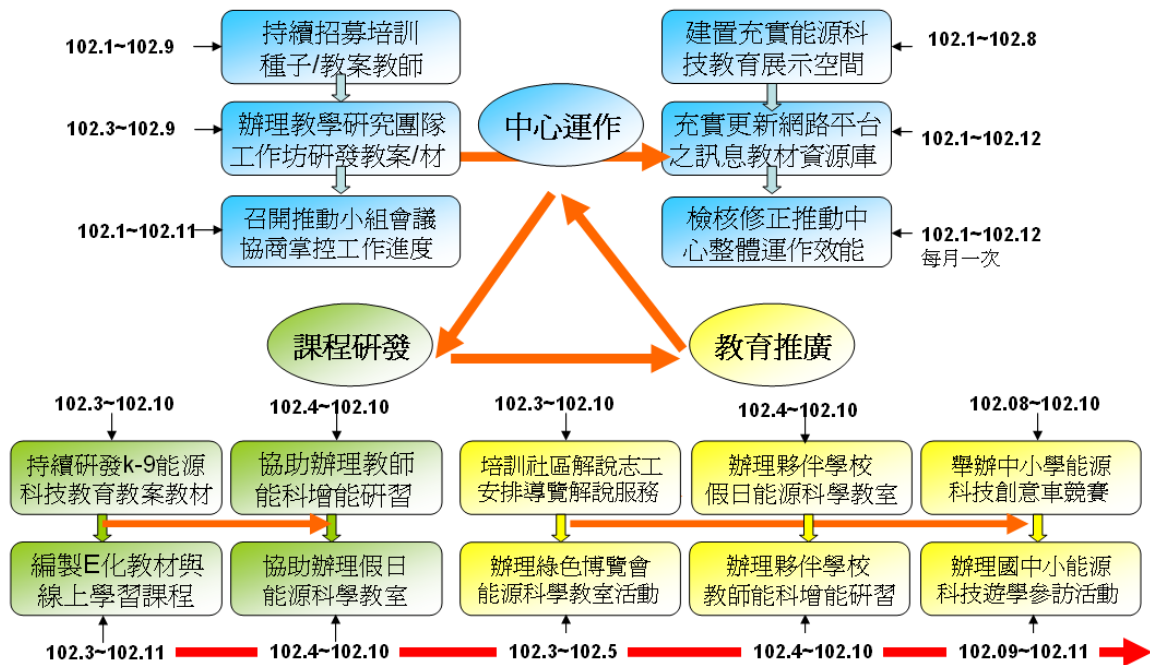 102.1~102.9
持續招募培訓
種子/教案教師
102.3~102.9
辦理教學研究團隊
工作坊研發教案/材
102.1~102.11
召開推動小組會議
協商掌控工作進度
中心運作
建置充實能源科
技教育展示空間
102.1~102.8
充實更新網路平台
之訊息教材資源庫
102.1~102.12
檢核修正推動中
心整體運作效能
102.1~102.12
每月一次
課程研發
教育推廣
102.3~102.10
持續研發k-9能源
科技教育教案教材
編製E化教材與
線上學習課程
102.3~102.11
102.4~102.10
協助辦理教師
能科增能研習
協助辦理假日
能源科學教室
102.4~102.10
102.3~102.10
培訓社區解說志工
安排導覽解說服務
辦理綠色博覽會
能源科學教室活動
102.3~102.5
102.4~102.10
辦理夥伴學校
假日能源科學教室
辦理夥伴學校
教師能科增能研習
102.4~102.10
102.08~102.10
舉辦中小學能源
科技創意車競賽
辦理國中小能源
科技遊學參訪活動
102.09~102.11